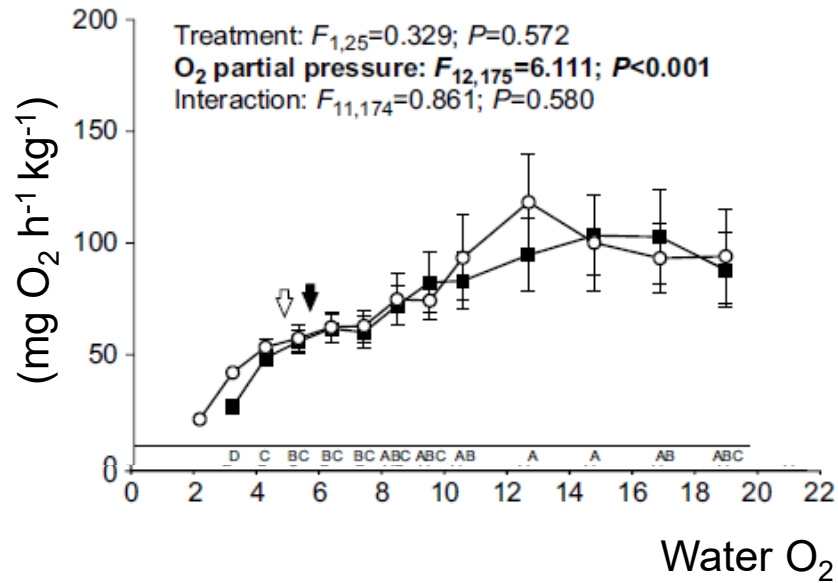 200
Treatment: F1,25=0.329; P=0.572
O2 partial pressure: F12,175=6.111; P<0.001
Interaction: F11,174=0.861; P=0.580
150
(mg O2 h-1 kg-1)
100
50
D C BC BC BC ABC ABC AB A A AB ABC
0
0 2 4 6 8 10 12 14 16 18 20 22
Water O2